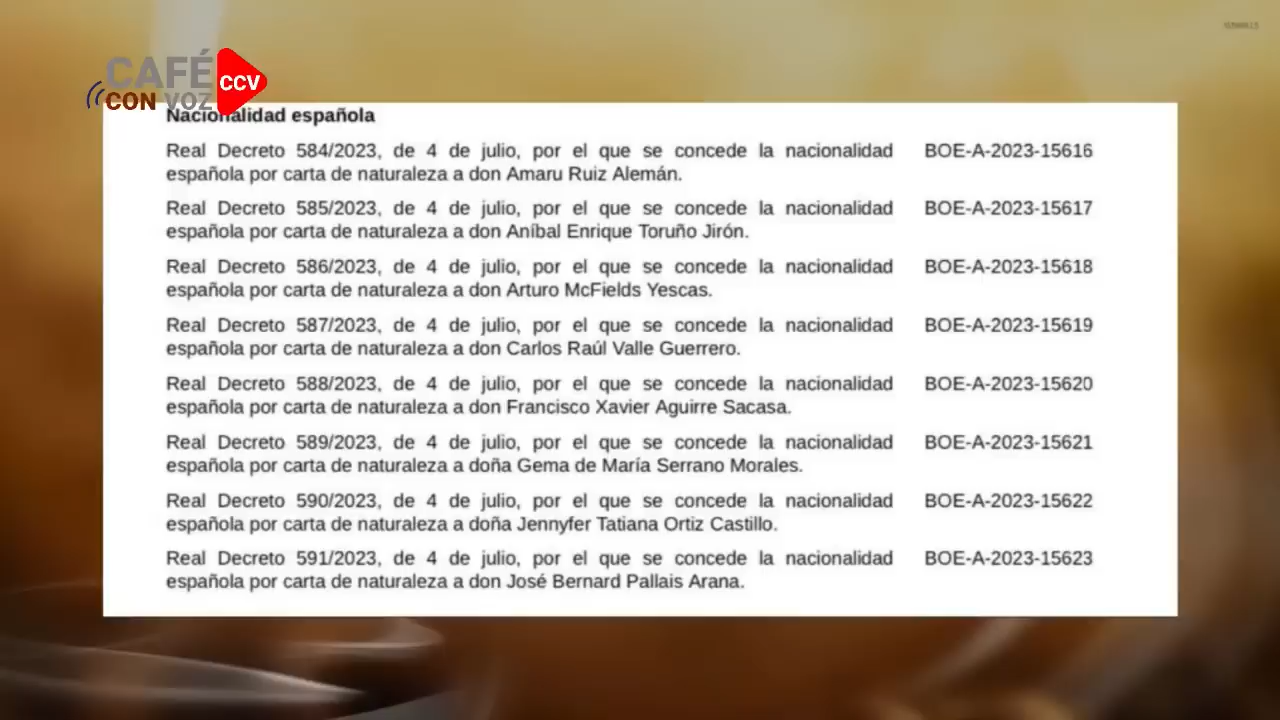 CAFÉ
CON VOZ
CCV
Nacionalidad española
Real Decreto 584/2023, de 4 de julio, por el que se concede la nacionalidad BOE-A-2023-15616
española por carta de naturaleza a don Amaru Ruiz Alemán.
Real Decreto 585/2023, de 4 de julio, por el que se concede la nacionalidad BOE-A-2023-15617
española por carta de naturaleza a don Aníbal Enrique Toruño Jirón.
Real Decreto 586/2023, de 4 de julio, por el que se concede la nacionalidad BOE-A-2023-15618
española por carta de naturaleza a don Arturo McFields Yescas.
Real Decreto 587/2023, de 4 de julio, por el que se concede la nacionalidad BOE-A-2023-15619
española por carta de naturaleza a don Carlos Raúl Valle Guerrero.
Real Decreto 588/2023, de 4 de julio, por el que se concede la nacionalidad BOE-A-2023-15620
española por carta de naturaleza a don Francisco Xavier Aguirre Sacasa.
Real Decreto 589/2023, de 4 de julio, por el que se concede la nacionalidad BOE-A-2023-15621
española por carta de naturaleza a doña Gema de María Serrano Morales.
Real Decreto 590/2023, de 4 de julio, por el que se concede la nacionalidad BOE-A-2023-15622
española por carta de naturaleza a doña Jennyfer Tatiana Ortiz Castillo.
Real Decreto 591/2023, de 4 de julio, por el que se concede la nacionalidad BOE-A-2023-15623
española por carta de naturaleza a don José Bernard Pallais Arana.